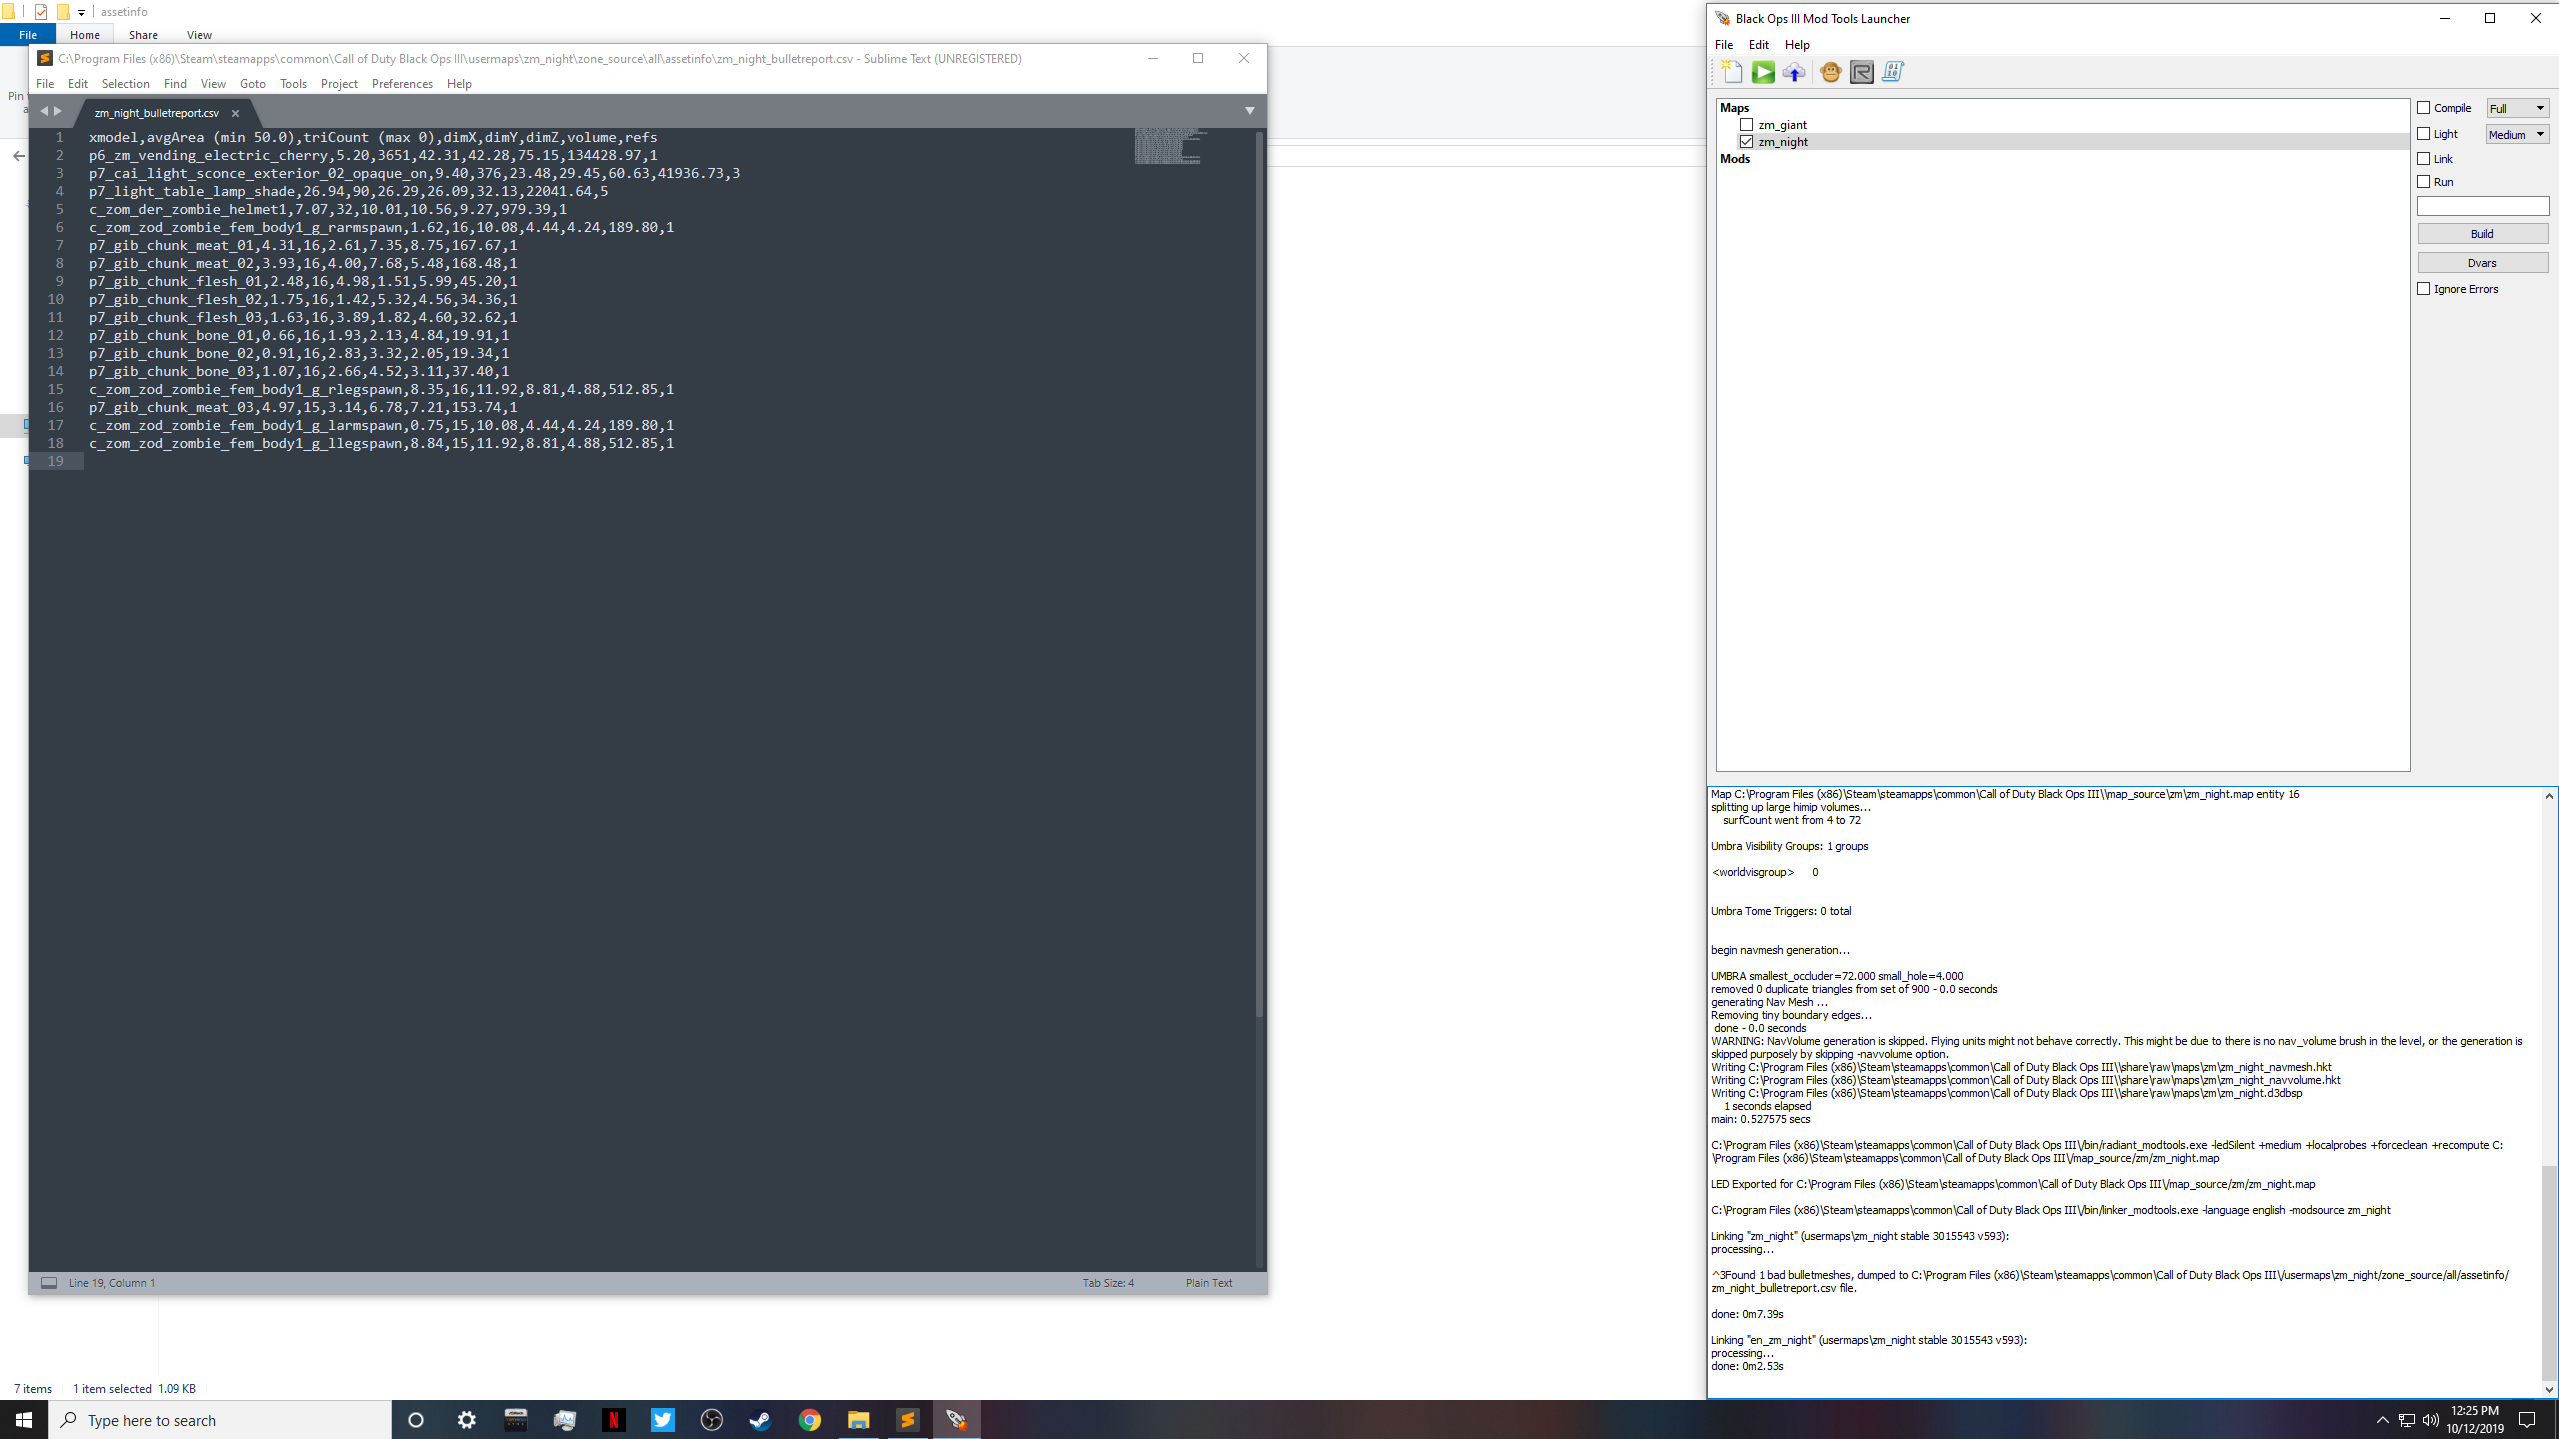 assetinfo
File Home Share View
Pin
a
C:\Program Files (x86)\Steam\steamapps\common\Call of Duty Black Ops III\usermaps\zm_night\zone_source\all\assetinfo\zm_night_bulletreport.csv - Sublime Text (UNREGISTERED)
File Edit Selection Find View Goto Tools Project Preferences Help
zm_night_bulletreport.csv
1 xmodel,avgArea (min 50.0),triCount (max 0),dimX,dimY,dimZ,volume,refs
2 p6_zm_vending_electric_cherry,5.20,3651,42.31,42.28,75.15,134428.97,1
3 p7_cai_light_sconce_exterior_02_opaque_on,9.40,376,23.48,29.45,60.63,41936.73,3
4 p7_light_table_lamp_shade,26.94,90,26.29,26.09,32.13,22041.64,5
5 c_zom_der_zombie_helmet1,7.07,32,10.01,10.56,9.27,979.39,1
6 c_zom_zod_zombie_fem_body1_g_rarmspawn,1.62,16,10.08,4.44,4.24,189.80,1
7 p7_gib_chunk_meat_01,4.31,16,2.61,7.35,8.75,167.67,1
8 p7_gib_chunk_meat_02,3.93,16,4.00,7.68,5.48,168.48,1
9 p7_gib_chunk_flesh_01,2.48,16,4.98,1.51,5.99,45.20,1
10 p7_gib_chunk_flesh_02,1.75,16,1.42,5.32,4.56,34.36,1
11 p7_gib_chunk_flesh_03,1.63,16,3.89,1.82,4.60,32.62,1
12 p7_gib_chunk_bone_01,0.66,16,1.93,2.13,4.84,19.91,1
13 p7_gib_chunk_bone_02,0.91,16,2.83,3.32,2.05,19.34,1
14 p7_gib_chunk_bone_03,1.07,16,2.66,4.52,3.11,37.40,1
15 c_zom_zod_zombie_fem_body1_g_rlegspawn,8.35,16,11.92,8.81,4.88,512.85,1
16 p7_gib_chunk_meat_03,4.97,15,3.14,6.78,7.21,153.74,1
17 c_zom_zod_zombie_fem_body1_g_larmspawn,0.75,15,10.08,4.44,4.24,189.80,1
18 c_zom_zod_zombie_fem_body1_g_llegspawn,8.84,15,11.92,8.81,4.88,512.85,1
19
Line 19, Column 1 Tab Size: 4 Plain Text
7 items 1 item selected 1.09 KB
Black Ops III Mod Tools Launcher
File Edit Help
Maps
zm_giant
zm_night
Mods
Compile Full
Light Medium
Link
Run
Build
Dvars
Ignore Errors
Map C:\Program Files (x86)\Steam\steamapps\common\Call of Duty Black Ops III\\map_source\zm\zm_night.map entity 16
splitting up large himip volumes...
surfCount went from 4 to 72
Umbra Visibility Groups: 1 groups
<worldvisgroup> 0
Umbra Tome Triggers: 0 total
begin navmesh generation...
UMBRA smallest_occluder=72.000 small_hole=4.000
removed 0 duplicate triangles from set of 900 - 0.0 seconds
generating Nav Mesh ...
Removing tiny boundary edges...
done - 0.0 seconds
WARNING: NavVolume generation is skipped. Flying units might not behave correctly. This might be due to there is no nav_volume brush in the level, or the generation is
skipped purposely by skipping -navvolume option.
Writing C:\Program Files (x86)\Steam\steamapps\common\Call of Duty Black Ops III\\share\raw\maps\zm\zm_night_navmesh.hkt
Writing C:\Program Files (x86)\Steam\steamapps\common\Call of Duty Black Ops III\\share\raw\maps\zm\zm_night_navvolume.hkt
Writing C:\Program Files (x86)\Steam\steamapps\common\Call of Duty Black Ops III\\share\raw\maps\zm\zm_night.d3dbsp
1 seconds elapsed
main: 0.527575 secs
C:\Program Files (x86)\Steam\steamapps\common\Call of Duty Black Ops III\/bin/radiant_modtools.exe -ledSilent +medium +localprobes +forceclean +recompute C:
\Program Files (x86)\Steam\steamapps\common\Call of Duty Black Ops III\/map_source/zm/zm_night.map
LED Exported for C:\Program Files (x86)\Steam\steamapps\common\Call of Duty Black Ops III\/map_source/zm/zm_night.map
C:\Program Files (x86)\Steam\steamapps\common\Call of Duty Black Ops III\/bin/linker_modtools.exe -language english -modsource zm_night
Linking "zm_night" (usermaps\zm_night stable 3015543 v593):
processing...
^3Found 1 bad bulletmeshes, dumped to C:\Program Files (x86)\Steam\steamapps\common\Call of Duty Black Ops III\/usermaps\zm_night/zone_source/all/assetinfo/
zm_night_bulletreport.csv file.
done: 0m7.39s
Linking "en_zm_night" (usermaps\zm_night stable 3015543 v593):
processing...
done: 0m2.53s
Type here to search
12:25 PM
10/12/2019